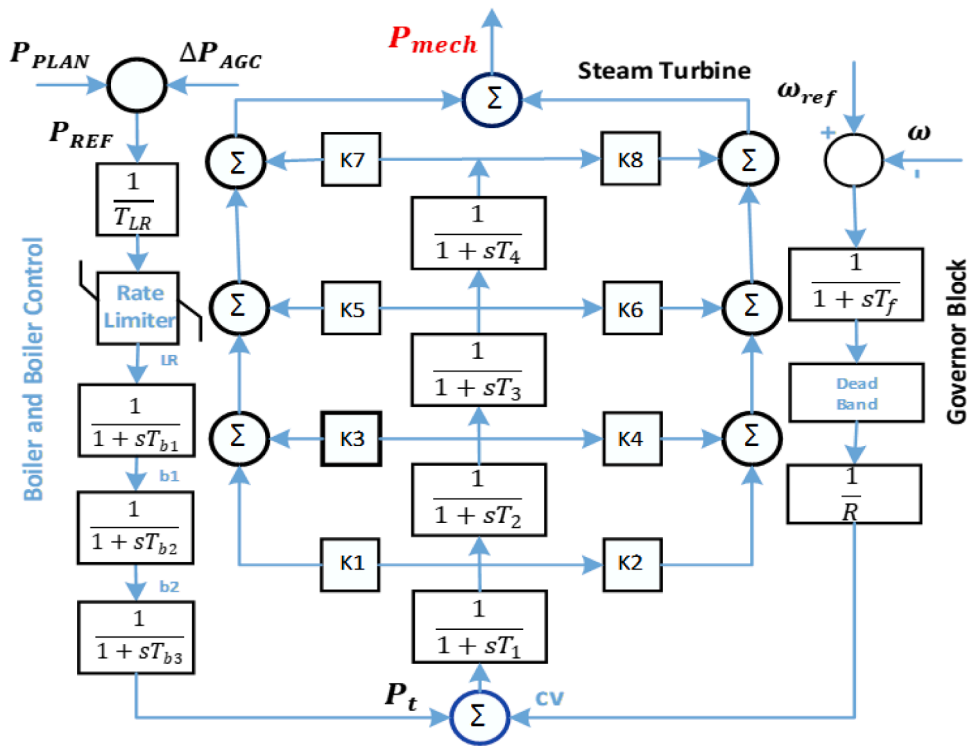 P_PLAN
ΔP_AGC
P_REF
1
T_LR
Rate
Limiter
LR
1
1 + sT_b1
b1
1
1 + sT_b2
b2
1
1 + sT_b3
Boiler and Boiler Control
P_mech
Steam Turbine
Σ
Σ
K7
K8
Σ
1
1 + sT_4
Σ
K5
K6
Σ
1
1 + sT_3
Σ
K3
K4
Σ
1
1 + sT_2
K1
K2
1
1 + sT_1
P_t
Σ
cv
ω_ref
+
ω
-
1
1 + sT_f
Dead
Band
1
R
Governor Block